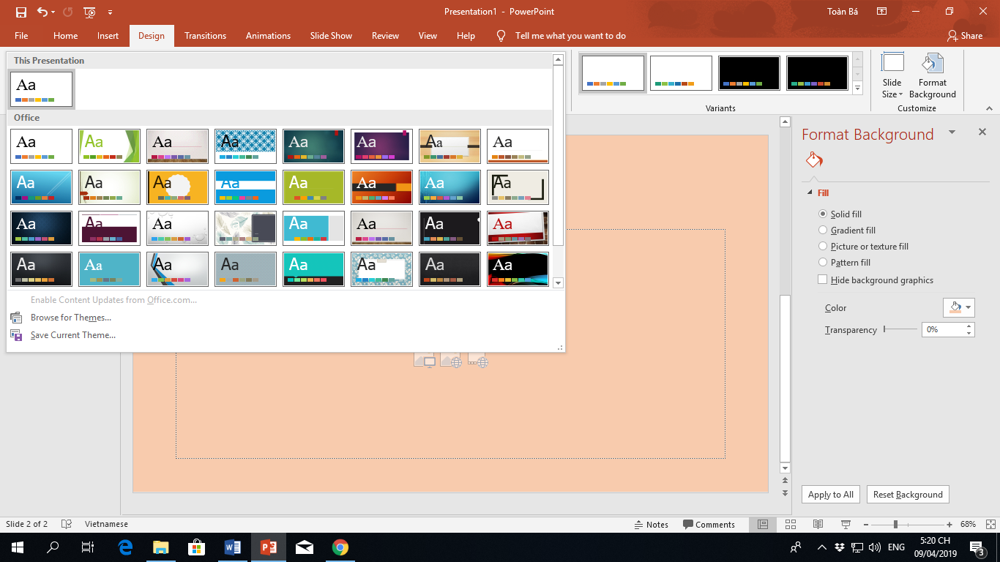 Presentation1 - PowerPoint
Toàn Bá
File Home Insert Design Transitions Animations Slide Show Review View Help Tell me what you want to do Share
This Presentation
Aa
Office
Aa Aa Aa Aa Aa Aa Aa Aa
Aa Aa Aa Aa Aa Aa Aa Aa
Aa Aa Aa Aa Aa Aa Aa
Aa Aa Aa Aa Aa Aa Aa Aa
Enable Content Updates from Office.com...
Browse for Themes...
Save Current Theme...
Variants
Slide
Size
Format
Background
Customize
Format Background
Fill
Solid fill
Gradient fill
Picture or texture fill
Pattern fill
Hide background graphics
Color
Transparency 0%
Apply to All Reset Background
Slide 2 of 2 Vietnamese Notes Comments 68%
ENG
5:20 CH
09/04/2019
3